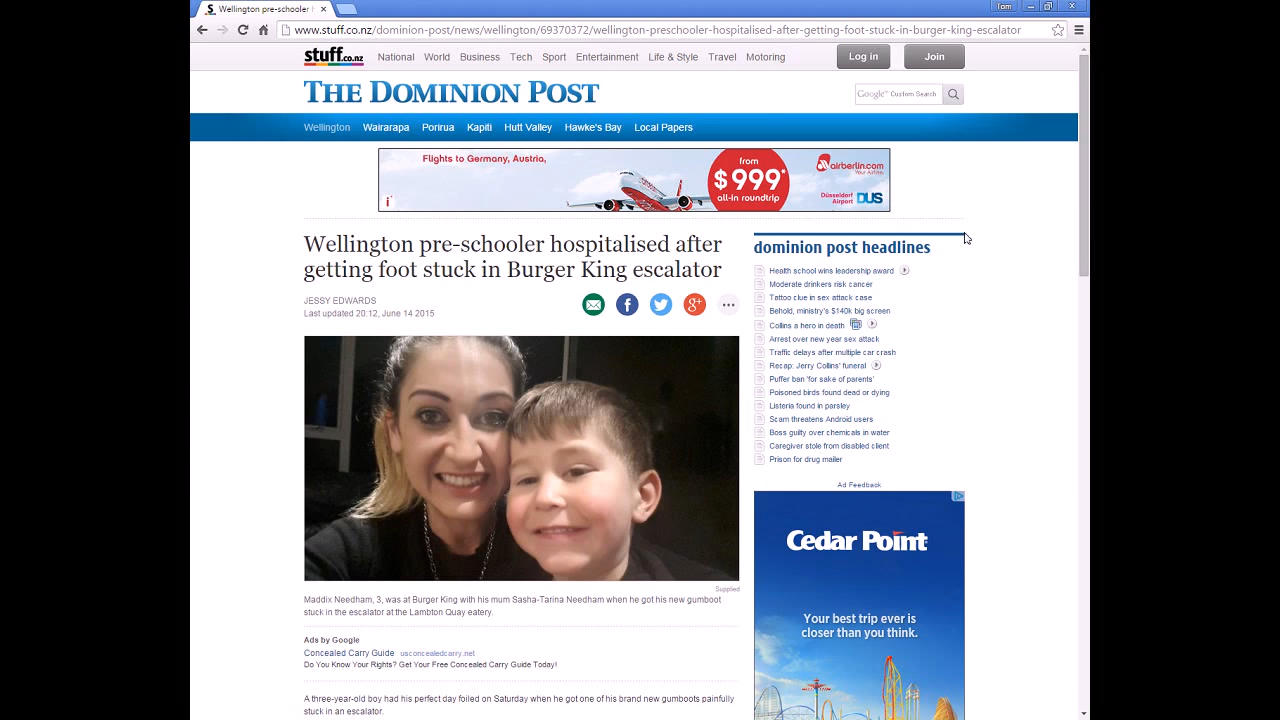 Wellington pre-schooler h
Tom
www.stuff.co.nz/dominion-post/news/wellington/69370372/wellington-preschooler-hospitalised-after-getting-foot-stuck-in-burger-king-escalator
stuff.co.nz
National World Business Tech Sport Entertainment Life & Style Travel Motoring
Log in Join
THE DOMINION POST
Google™ Custom Search
Wellington Wairarapa Porirua Kapiti Hutt Valley Hawke's Bay Local Papers
Flights to Germany, Austria,
from
$999*
all-in roundtrip
airberlin.com
Your Airline.
Düsseldorf
Airport DUS
Wellington pre-schooler hospitalised after
getting foot stuck in Burger King escalator
JESSY EDWARDS
Last updated 20:12, June 14 2015
Supplied
Maddix Needham, 3, was at Burger King with his mum Sasha-Tarina Needham when he got his new gumboot
stuck in the escalator at the Lambton Quay eatery.
Ads by Google
Concealed Carry Guide usconcealedcarry.net
Do You Know Your Rights? Get Your Free Concealed Carry Guide Today!
A three-year-old boy had his perfect day foiled on Saturday when he got one of his brand new gumboots painfully
stuck in an escalator.
dominion post headlines
Health school wins leadership award
Moderate drinkers risk cancer
Tattoo clue in sex attack case
Behold, ministry's $140k big screen
Collins a hero in death
Arrest over new year sex attack
Traffic delays after multiple car crash
Recap: Jerry Collins' funeral
Puffer ban 'for sake of parents'
Poisoned birds found dead or dying
Listeria found in parsley
Scam threatens Android users
Boss guilty over chemicals in water
Caregiver stole from disabled client
Prison for drug mailer
Ad Feedback
Cedar Point
Your best trip ever is
closer than you think.